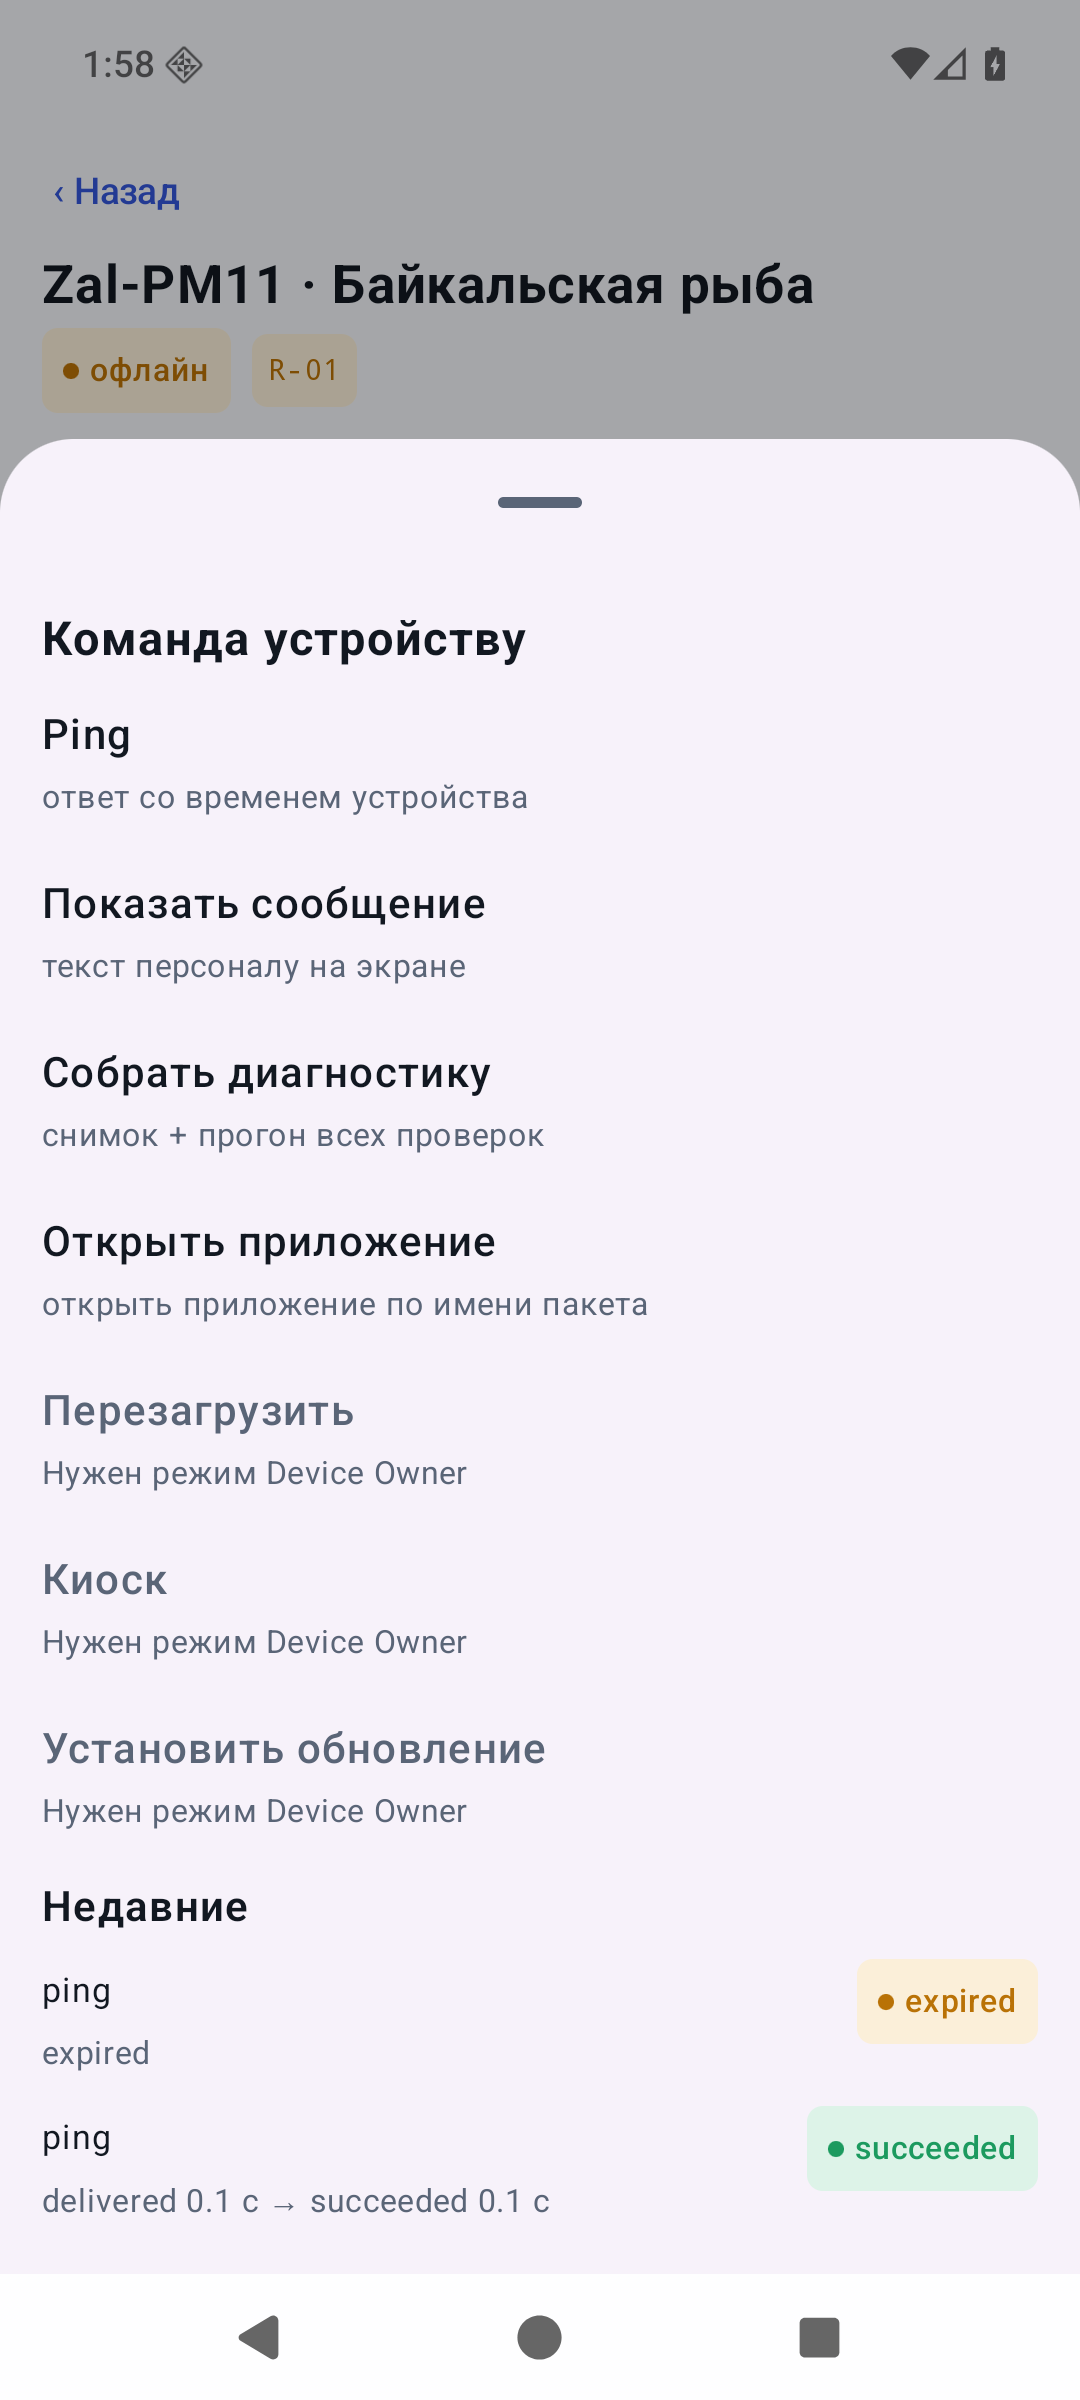 1:58
‹ Назад
Zal-PM11 · Байкальская рыба
офлайн R-01
Команда устройству
Ping
ответ со временем устройства
Показать сообщение
текст персоналу на экране
Собрать диагностику
снимок + прогон всех проверок
Открыть приложение
открыть приложение по имени пакета
Перезагрузить
Нужен режим Device Owner
Киоск
Нужен режим Device Owner
Установить обновление
Нужен режим Device Owner
Недавние
ping
expired
expired
ping
succeeded
delivered 0.1 с → succeeded 0.1 с